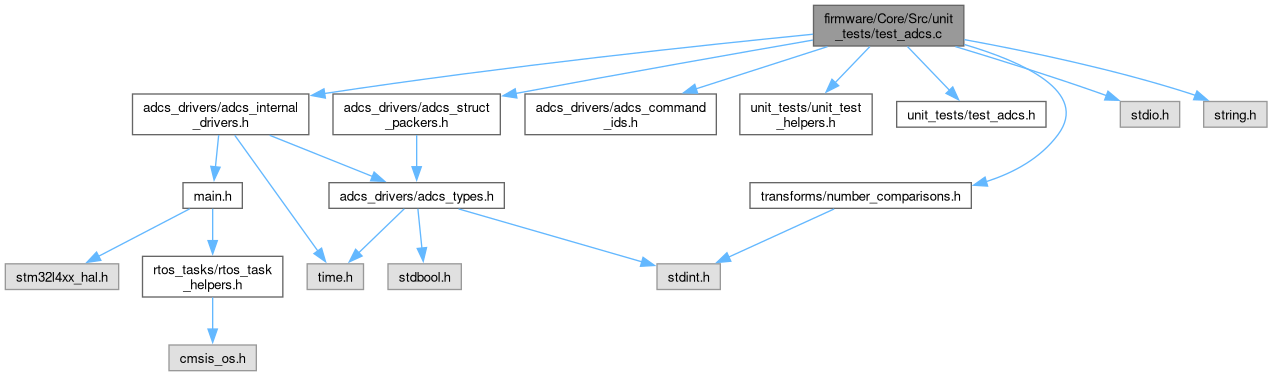 firmware/Core/Src/unit
_tests/test_adcs.c
adcs_drivers/adcs_internal
_drivers.h
adcs_drivers/adcs_struct
_packers.h
adcs_drivers/adcs_command
_ids.h
unit_tests/unit_test
_helpers.h
unit_tests/test_adcs.h
stdio.h
string.h
main.h
adcs_drivers/adcs_types.h
transforms/number_comparisons.h
stm32l4xx_hal.h
rtos_tasks/rtos_task
_helpers.h
time.h
stdbool.h
stdint.h
cmsis_os.h